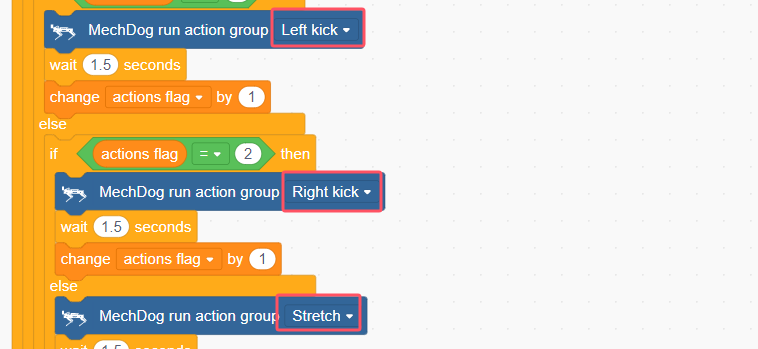 MechDog run action group Left kick
wait 1.5 seconds
change actions flag by 1
else
if actions flag = 2 then
MechDog run action group Right kick
wait 1.5 seconds
change actions flag by 1
else
MechDog run action group Stretch
wait 1.5 seconds